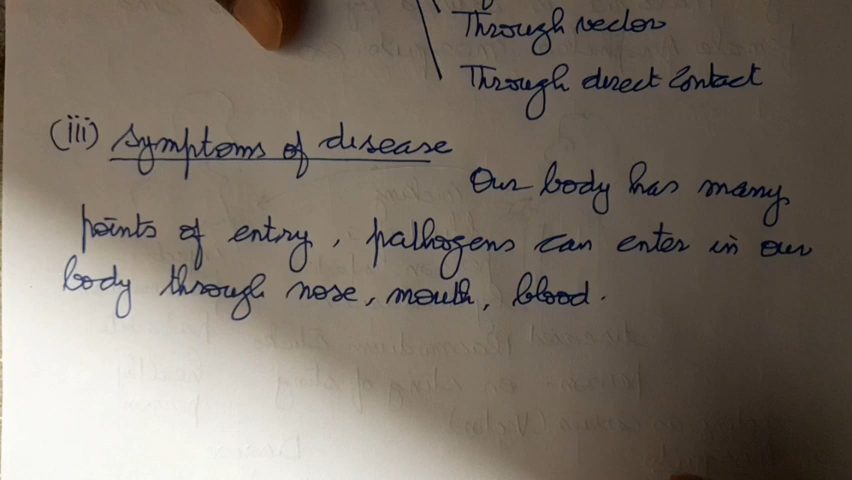 Through vector
Through direct contact
(iii) Symptoms of disease
Our body has many
points of entry, pathogens can enter in our
body through nose, mouth, blood.